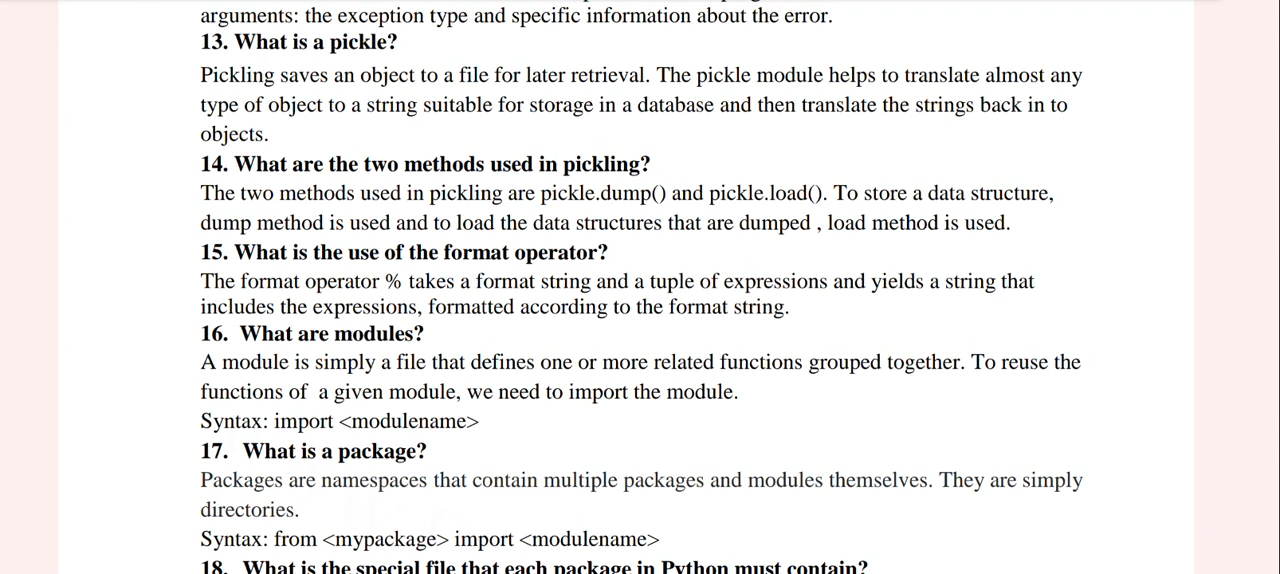 arguments: the exception type and specific information about the error.
13. What is a pickle?
Pickling saves an object to a file for later retrieval. The pickle module helps to translate almost any
type of object to a string suitable for storage in a database and then translate the strings back in to
objects.
14. What are the two methods used in pickling?
The two methods used in pickling are pickle.dump() and pickle.load(). To store a data structure,
dump method is used and to load the data structures that are dumped , load method is used.
15. What is the use of the format operator?
The format operator % takes a format string and a tuple of expressions and yields a string that
includes the expressions, formatted according to the format string.
16.  What are modules?
A module is simply a file that defines one or more related functions grouped together. To reuse the
functions of  a given module, we need to import the module.
Syntax: import <modulename>
17.  What is a package?
Packages are namespaces that contain multiple packages and modules themselves. They are simply
directories.
Syntax: from <mypackage> import <modulename>
18.  What is the special file that each package in Python must contain?